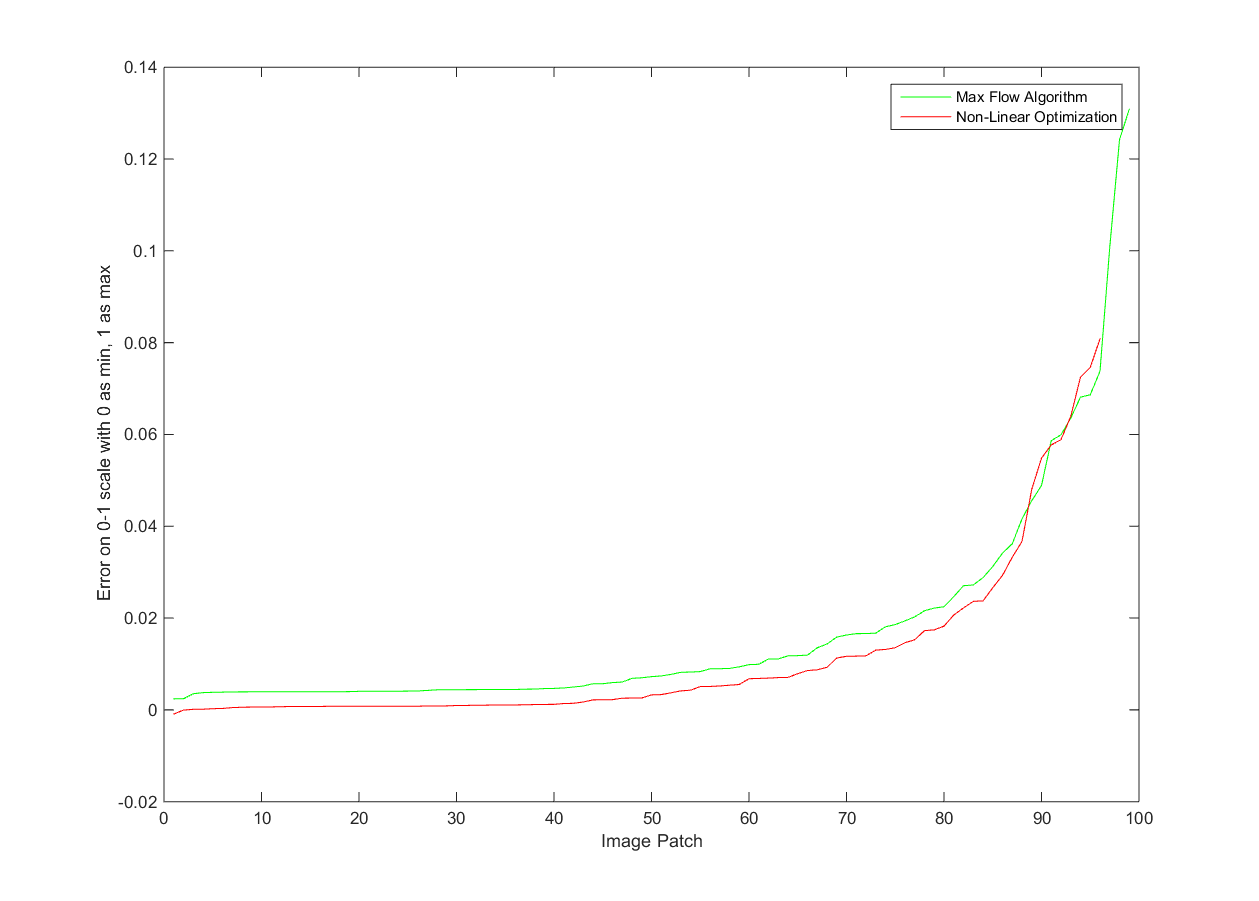 0.14
0.12
0.1
0.08
0.06
0.04
0.02
0
-0.02
Error on 0-1 scale with 0 as min, 1 as max
Max Flow Algorithm
Non-Linear Optimization
0 10 20 30 40 50 60 70 80 90 100
Image Patch